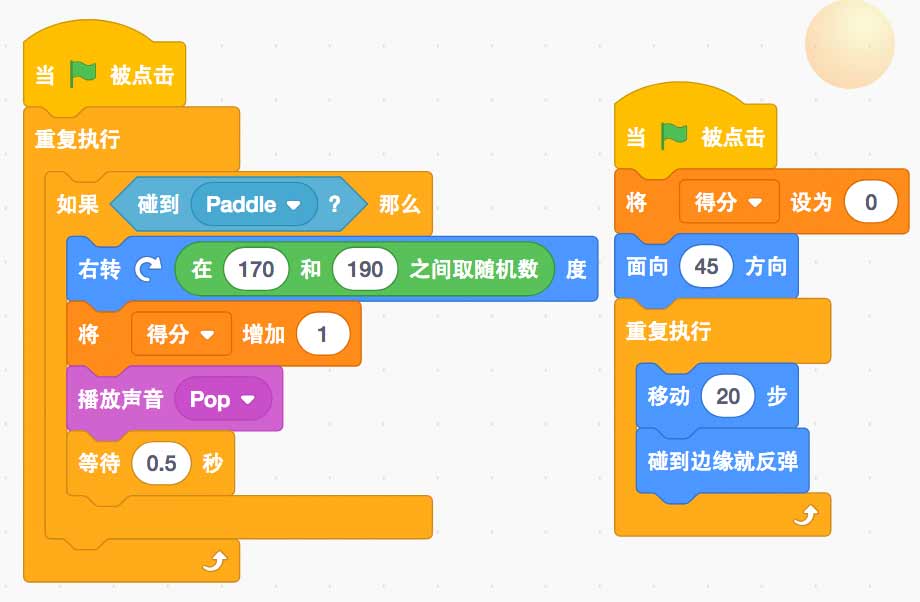 当 被点击
重复执行
如果 碰到 Paddle ? 那么
右转 在 170 和 190 之间取随机数 度
将 得分 增加 1
播放声音 Pop
等待 0.5 秒
当 被点击
将 得分 设为 0
面向 45 方向
重复执行
移动 20 步
碰到边缘就反弹